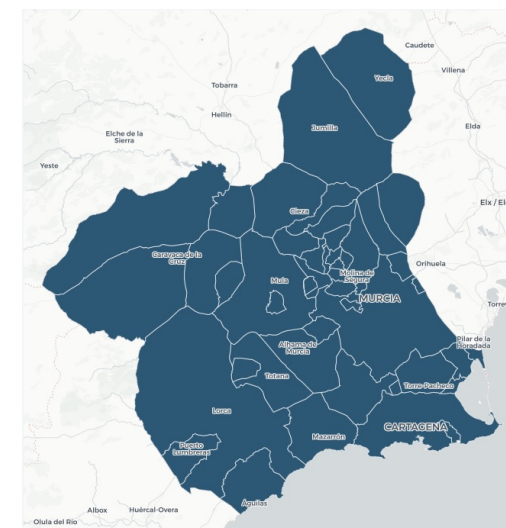 Caudete
Yecla
Villena
Tobarra
Hellín
Jumilla
Elda
Elche de la
Sierra
Yeste
Elx / El
Cieza
Caravaca de la
Cruz
Orihuela
Molina de
Segura
Mula
MURCIA
Torre
Pilar de la
Horadada
Alhama de
Murcia
Totana
Torre-Pacheco
Lorca
CARTAGENA
Mazarrón
Puerto
Lumbreras
Águilas
Albox
Huércal-Overa
Olula del Río